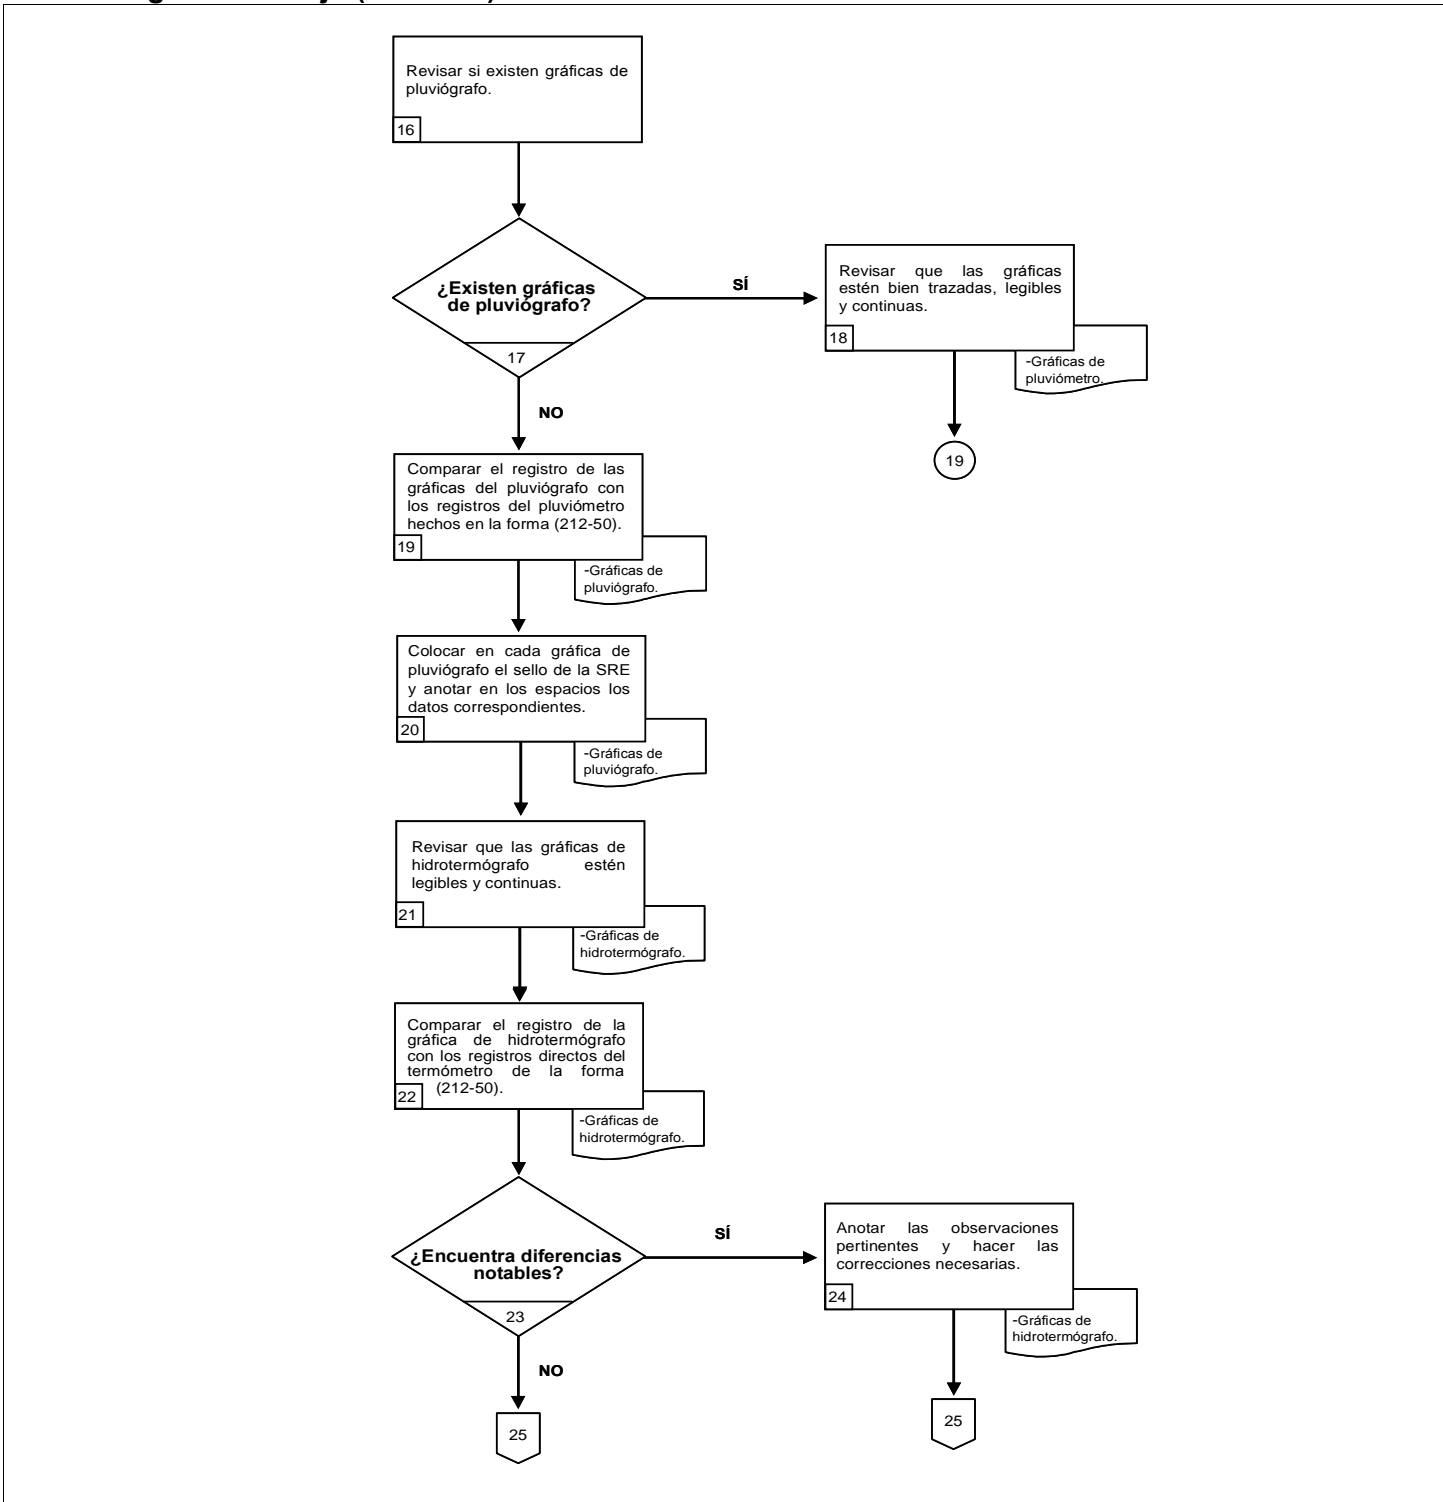 Revisar si existen gráficas de
pluviógrafo.
16
¿Existen gráficas
de pluviógrafo?
17
SÍ
Revisar que las gráficas
estén bien trazadas, legibles
y continuas.
18
-Gráficas de
pluviómetro.
19
NO
Comparar el registro de las
gráficas del pluviógrafo con
los registros del pluviómetro
hechos en la forma (212-50).
19
-Gráficas de
pluviógrafo.
Colocar en cada gráfica de
pluviógrafo el sello de la SRE
y anotar en los espacios los
datos correspondientes.
20
-Gráficas de
pluviógrafo.
Revisar que las gráficas de
hidrotermógrafo estén
legibles y continuas.
21
-Gráficas de
hidrotermógrafo.
Comparar el registro de la
gráfica de hidrotermógrafo
con los registros directos del
termómetro de la forma
(212-50).
22
-Gráficas de
hidrotermógrafo.
¿Encuentra diferencias
notables?
23
SÍ
Anotar las observaciones
pertinentes y hacer las
correcciones necesarias.
24
-Gráficas de
hidrotermógrafo.
25
NO
25